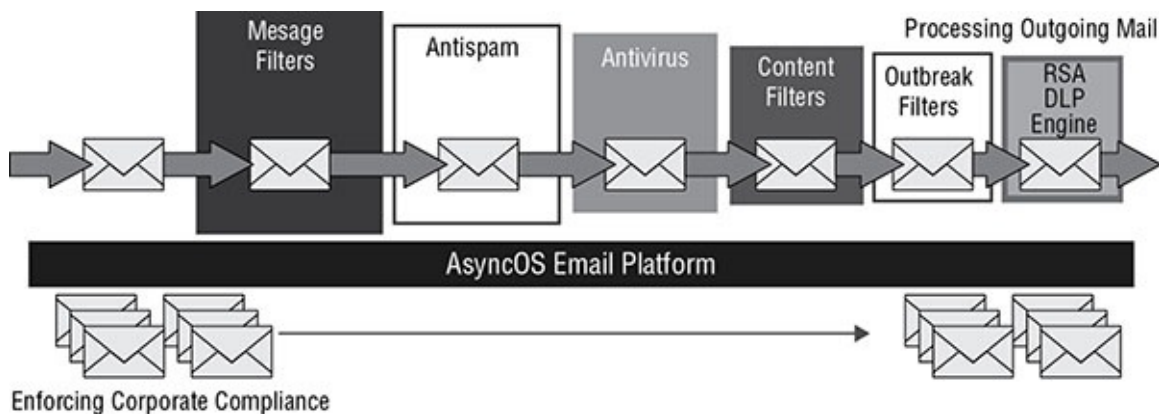 Mesage
Filters
Antispam
Antivirus
Content
Filters
Processing Outgoing Mail
Outbreak
Filters
RSA
DLP
Engine
AsyncOS Email Platform
Enforcing Corporate Compliance